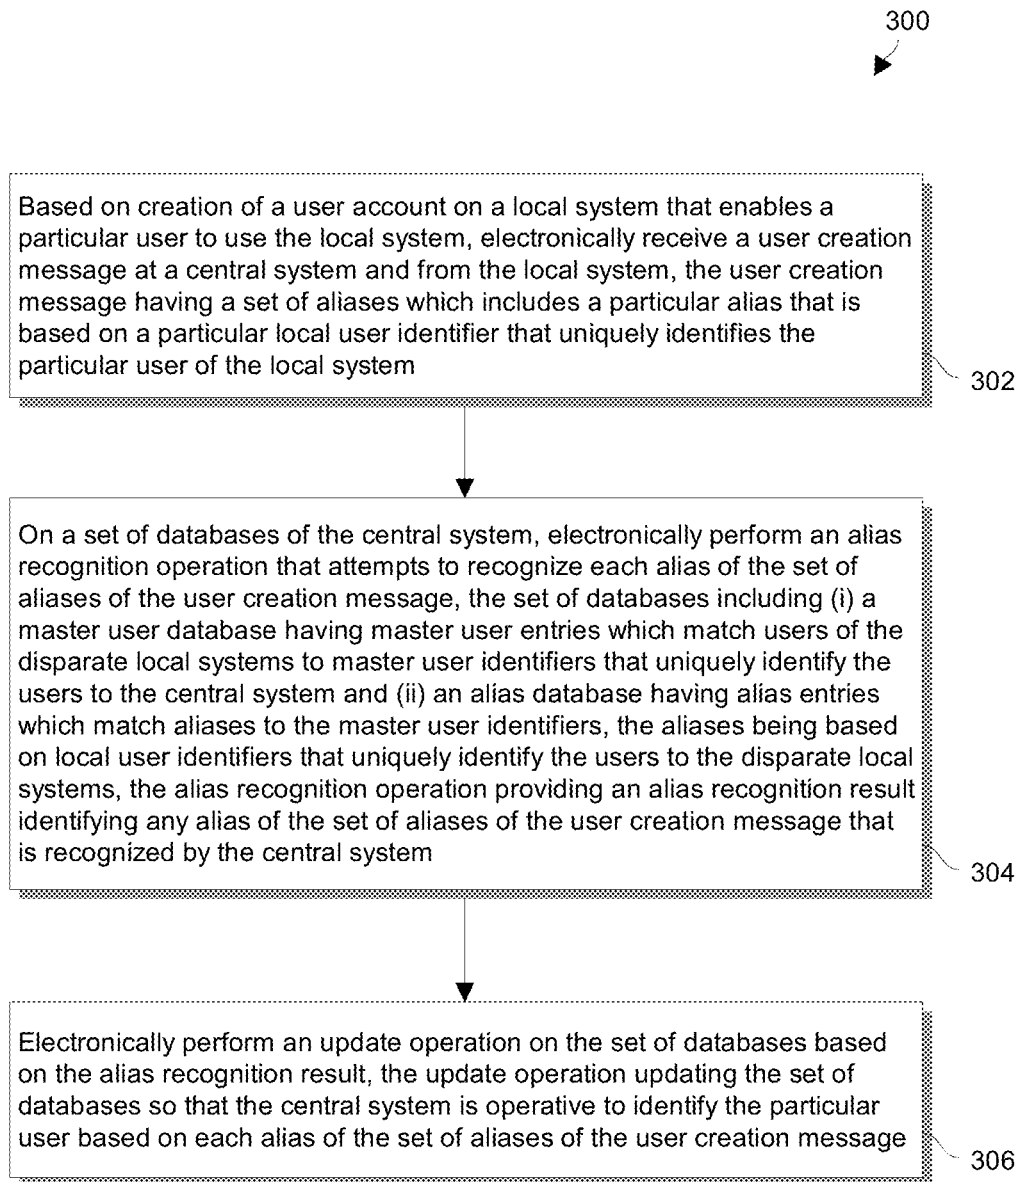 300
Based on creation of a user account on a local system that enables a
particular user to use the local system, electronically receive a user creation
message at a central system and from the local system, the user creation
message having a set of aliases which includes a particular alias that is
based on a particular local user identifier that uniquely identifies the
particular user of the local system
302
On a set of databases of the central system, electronically perform an alias
recognition operation that attempts to recognize each alias of the set of
aliases of the user creation message, the set of databases including (i) a
master user database having master user entries which match users of the
disparate local systems to master user identifiers that uniquely identify the
users to the central system and (ii) an alias database having alias entries
which match aliases to the master user identifiers, the aliases being based
on local user identifiers that uniquely identify the users to the disparate local
systems, the alias recognition operation providing an alias recognition result
identifying any alias of the set of aliases of the user creation message that
is recognized by the central system
304
Electronically perform an update operation on the set of databases based
on the alias recognition result, the update operation updating the set of
databases so that the central system is operative to identify the particular
user based on each alias of the set of aliases of the user creation message
306